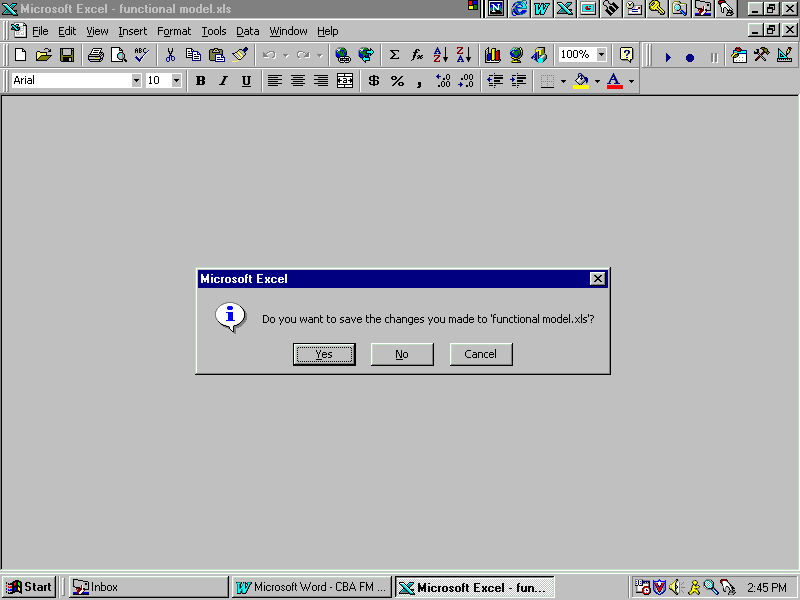 Microsoft Excel - functional model.xls
File Edit View Insert Format Tools Data Window Help
100%
Arial 10 B I U $ % ,
Microsoft Excel
Do you want to save the changes you made to 'functional model.xls'?
Yes No Cancel
Start Inbox Microsoft Word - CBA FM ... Microsoft Excel - fun... 2:45 PM